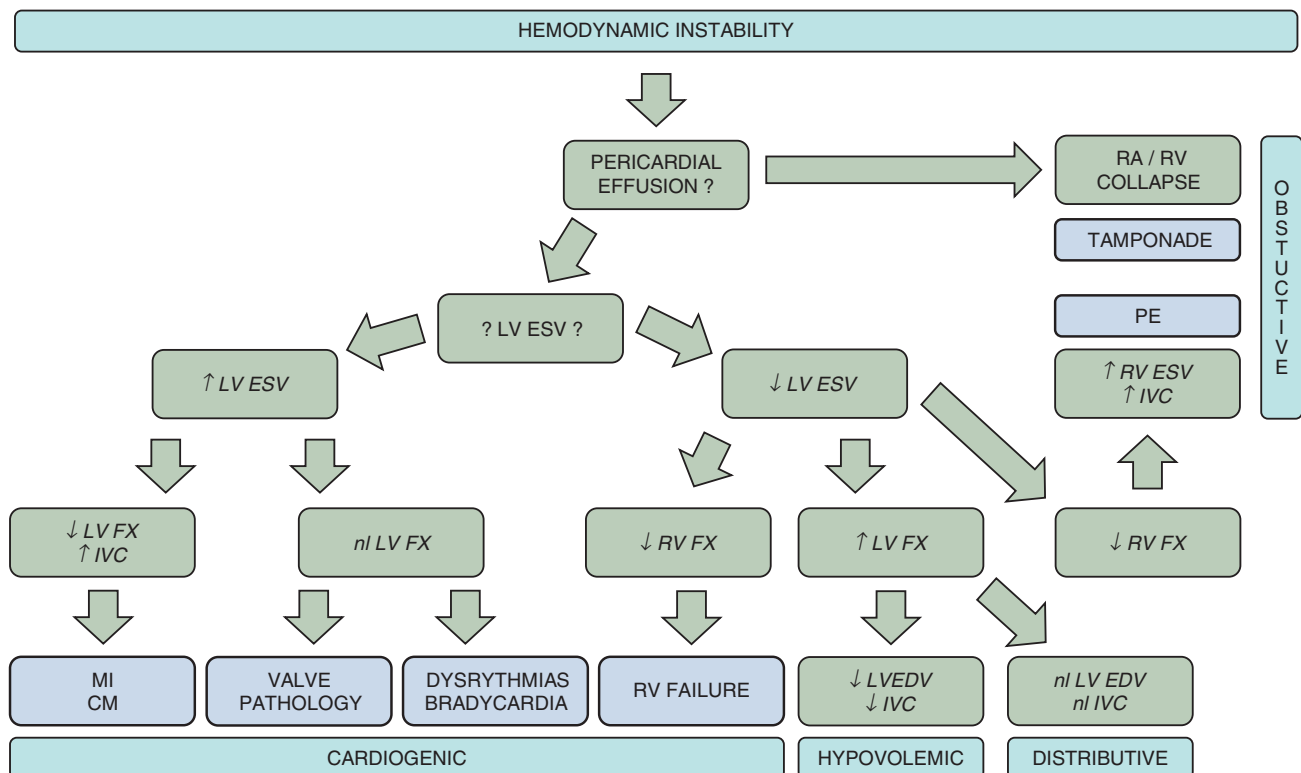 HEMODYNAMIC INSTABILITY
PERICARDIAL
EFFUSION ?
RA / RV
COLLAPSE
TAMPONADE
PE
↑ RV ESV
↑ IVC
O
B
S
T
U
C
T
I
V
E
? LV ESV ?
↑ LV ESV
↓ LV ESV
↓ LV FX
↑ IVC
nl LV FX
↓ RV FX
↑ LV FX
↓ RV FX
MI
CM
VALVE
PATHOLOGY
DYSRYTHMIAS
BRADYCARDIA
RV FAILURE
↓ LVEDV
↓ IVC
nl LV EDV
nl IVC
CARDIOGENIC
HYPOVOLEMIC
DISTRIBUTIVE